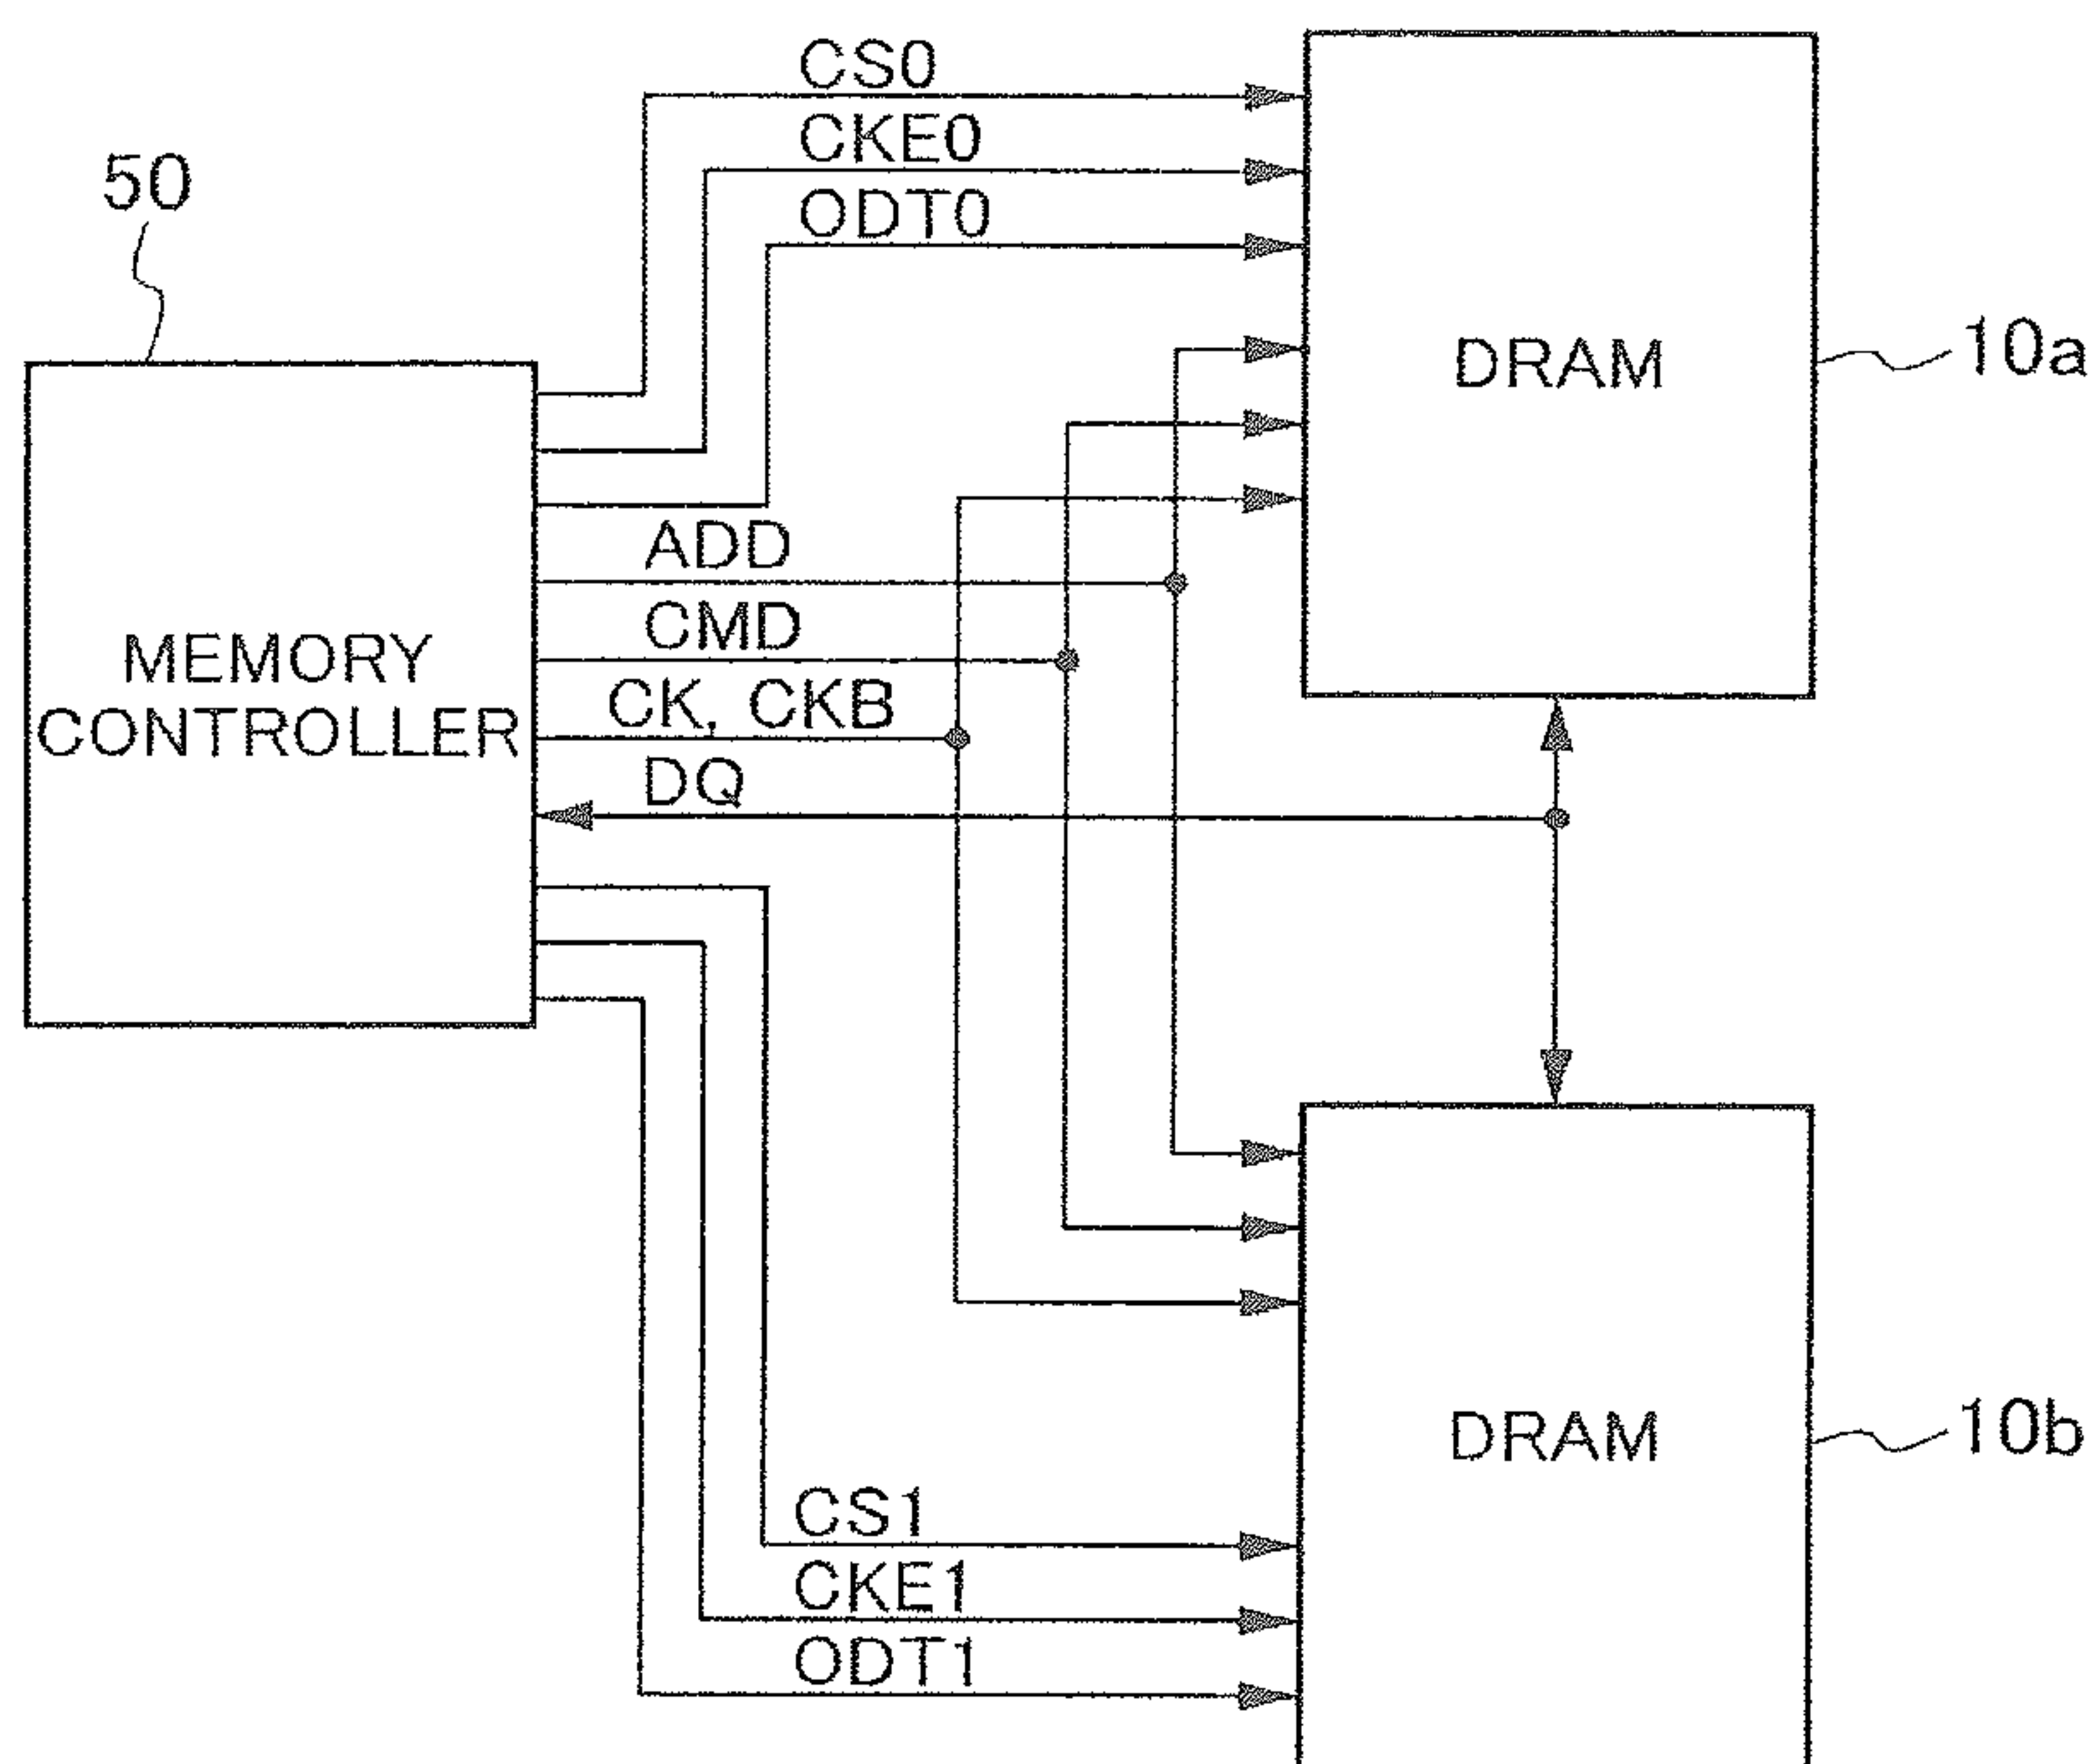 CS0
CKE0
50
ODT0
10a
DRAM
ADD
CMD
MEMORY
CONTROLLER
CK, CKB
DQ
10b
DRAM
CS1
CKE1
ODT1